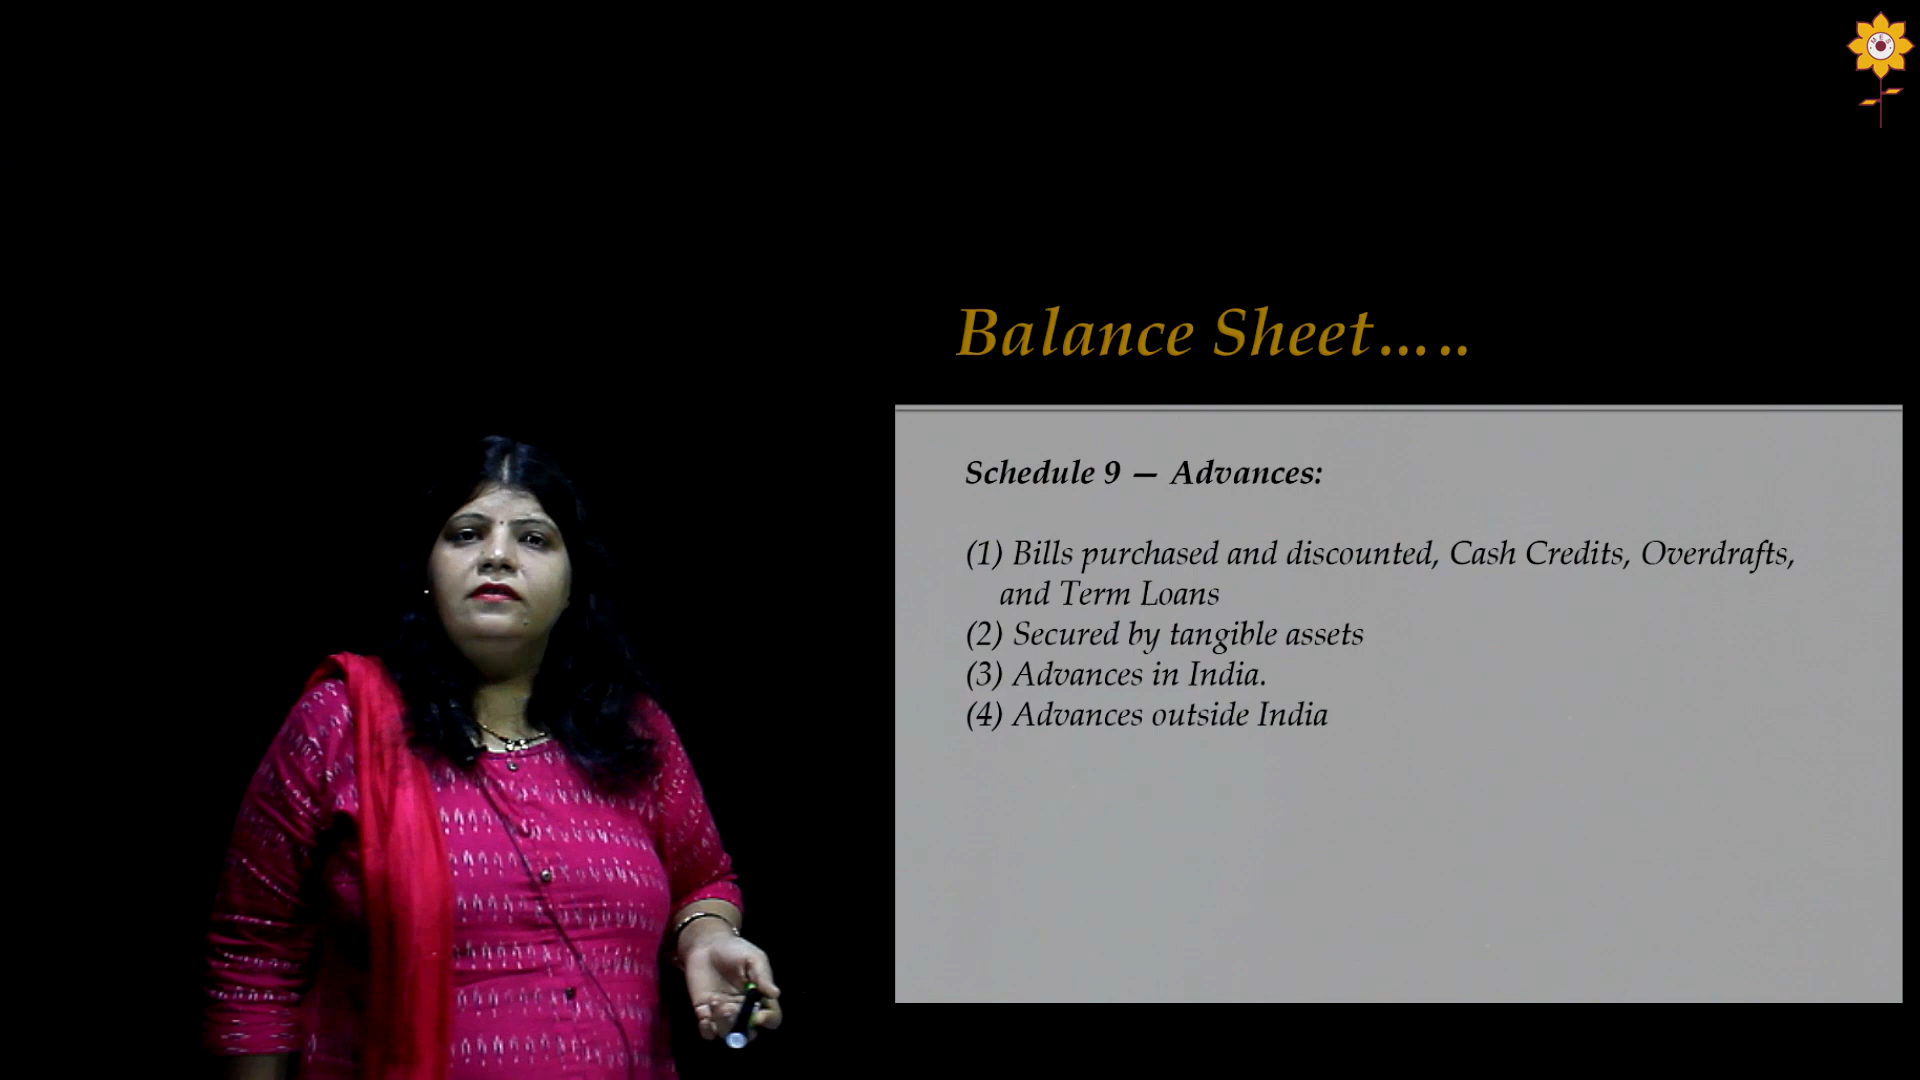 Balance Sheet.....
Schedule 9 — Advances:
(1) Bills purchased and discounted, Cash Credits, Overdrafts,
and Term Loans
(2) Secured by tangible assets
(3) Advances in India.
(4) Advances outside India